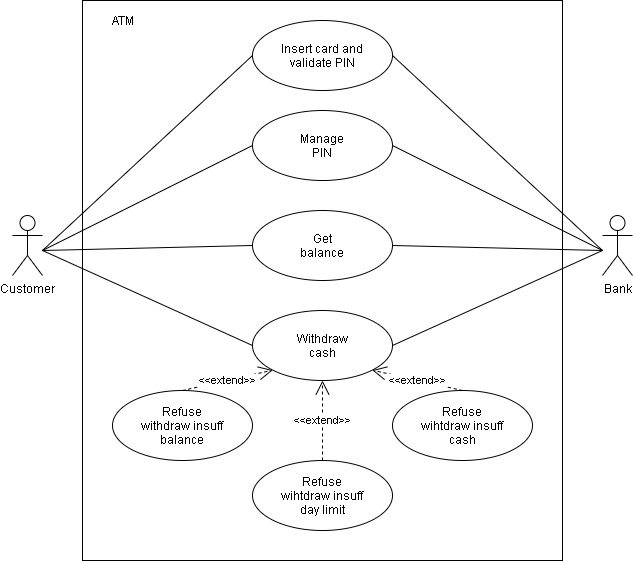 ATM
Insert card and
validate PIN
Manage
PIN
Get
balance
Customer
Bank
Withdraw
cash
<<extend>>
<<extend>>
<<extend>>
Refuse
withdraw insuff
balance
Refuse
wihtdraw insuff
cash
Refuse
wihtdraw insuff
day limit